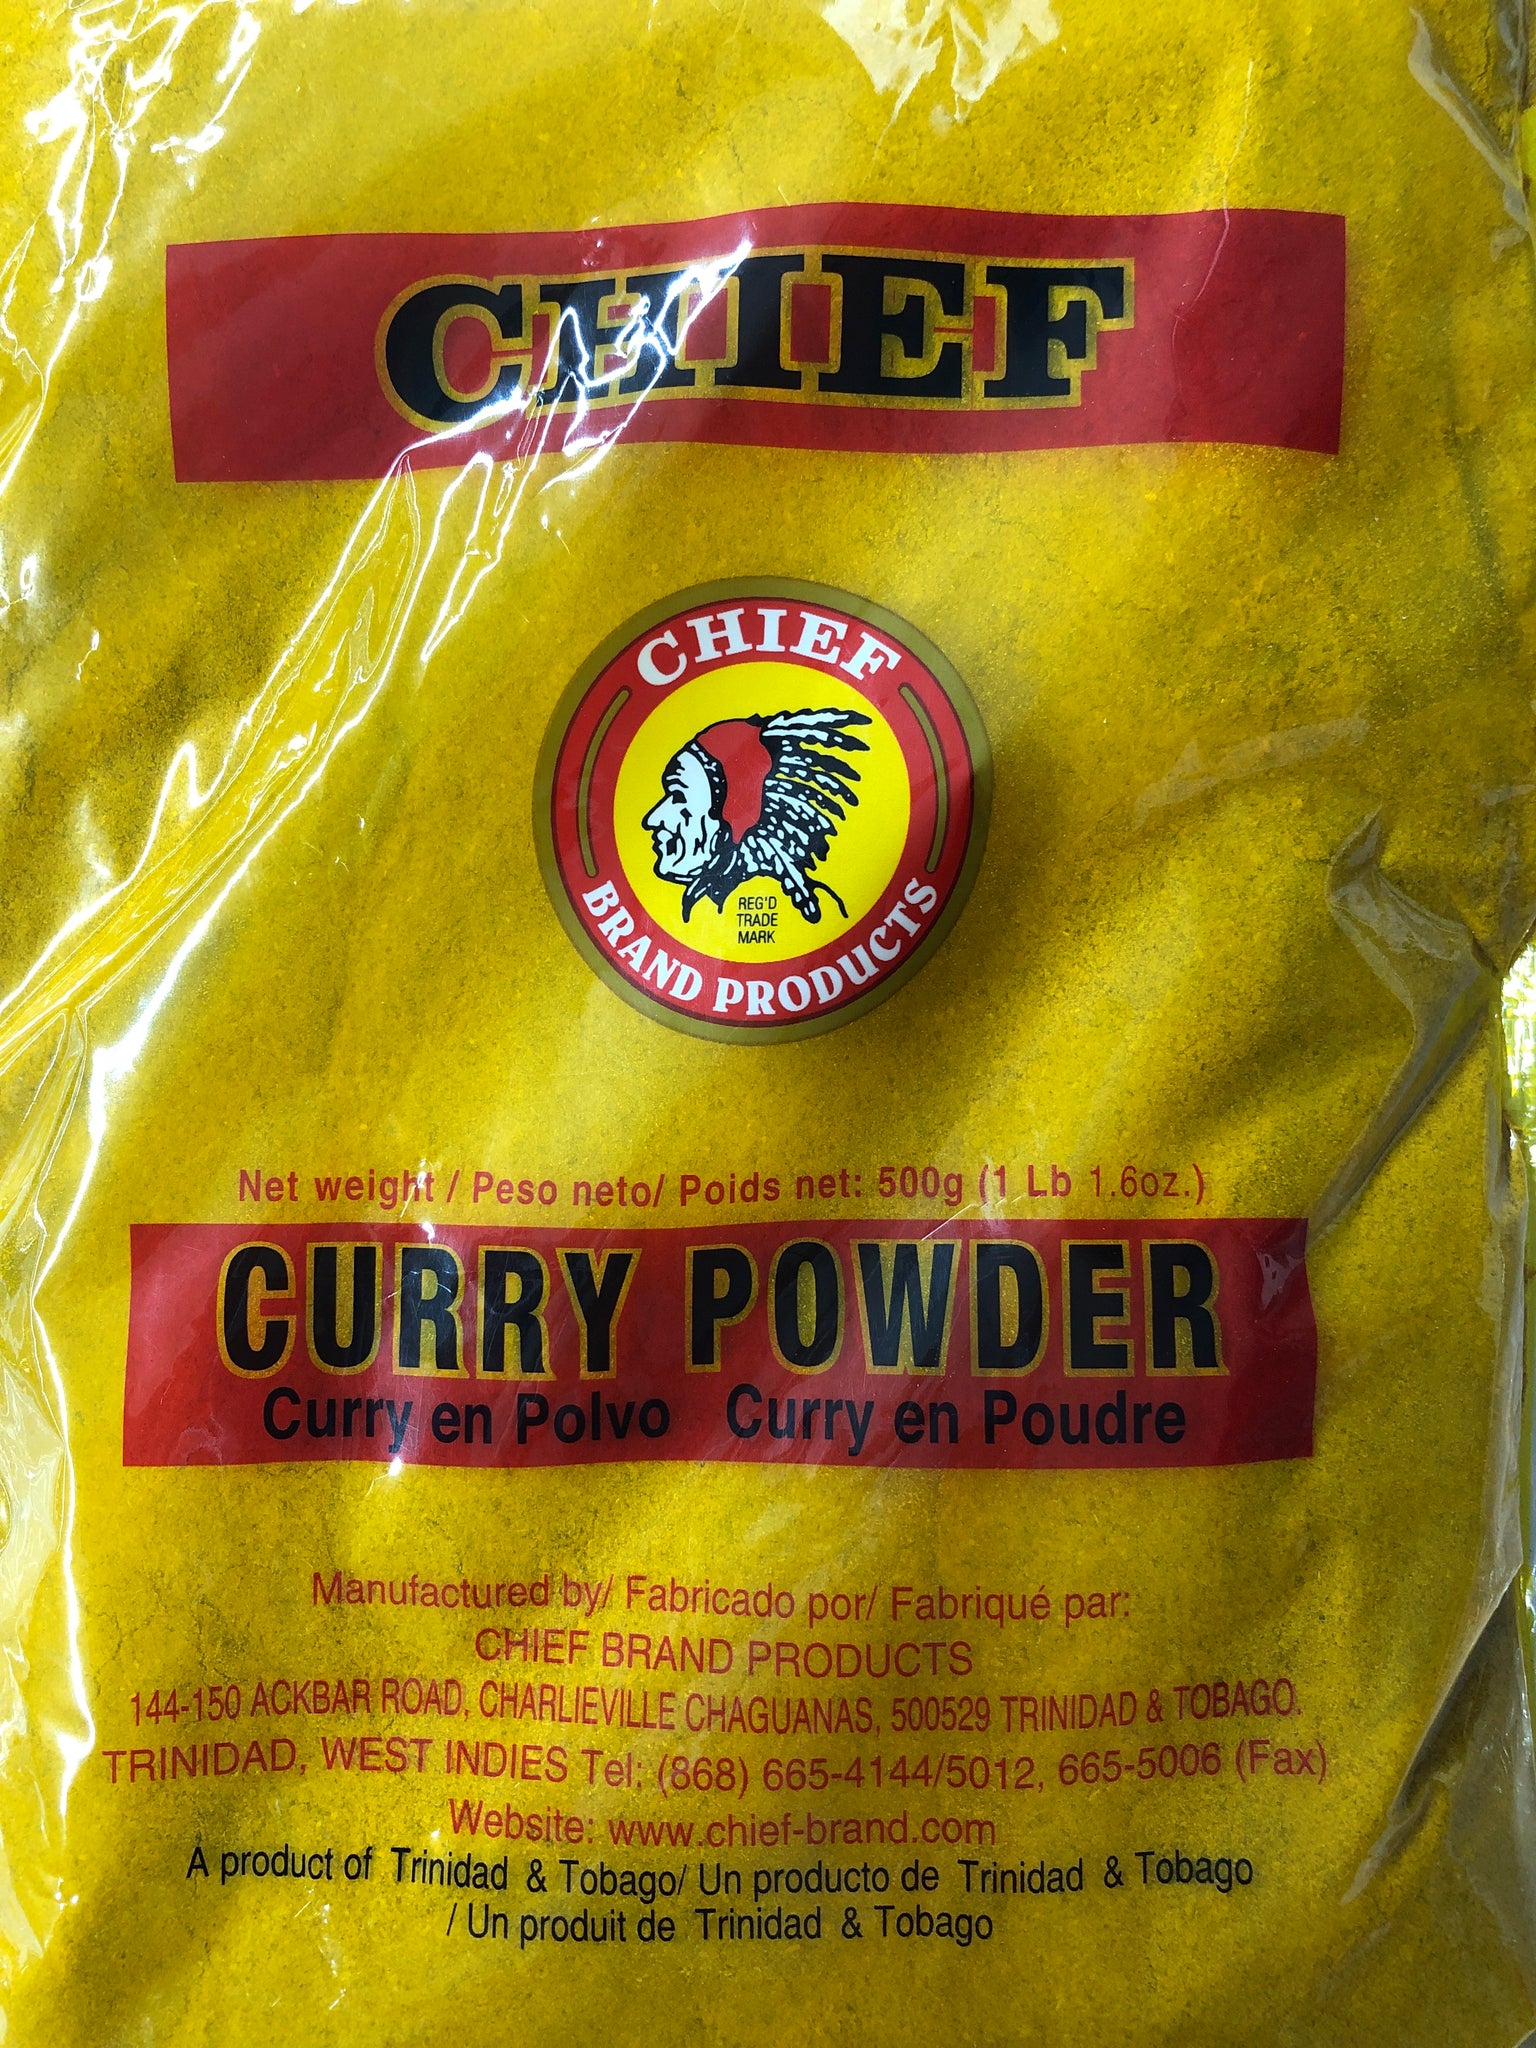 CHIEF
CHIEF
REG'D
TRADE
MARK
BRAND PRODUCTS
Net weight / Peso neto/ Poids net: 500g (1 Lb 1.6oz.)
CURRY POWDER
Curry en Polvo Curry en Poudre
Manufactured by/ Fabricado por/ Fabriqué par:
CHIEF BRAND PRODUCTS
144-150 ACKBAR ROAD, CHARLIEVILLE CHAGUANAS, 500529 TRINIDAD & TOBAGO.
TRINIDAD, WEST INDIES Tel: (868) 665-4144/5012, 665-5006 (Fax)
Website: www.chief-brand.com
A product of Trinidad & Tobago/ Un producto de Trinidad & Tobago
/ Un produit de Trinidad & Tobago